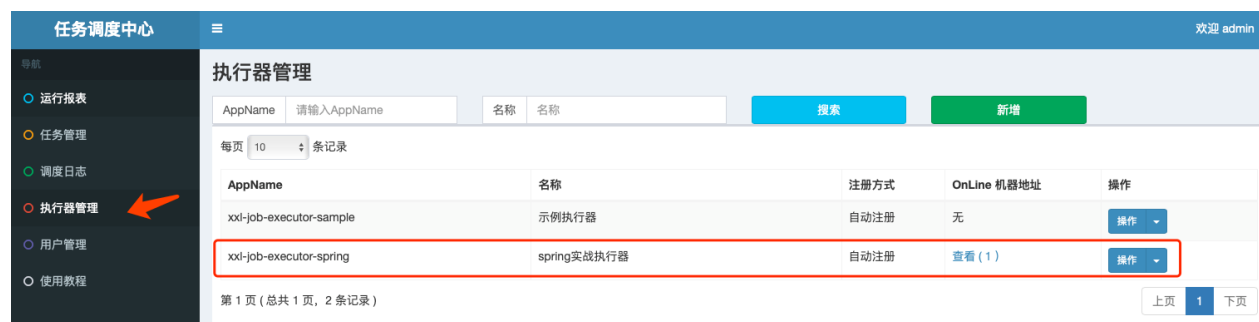 任务调度中心
欢迎 admin
导航
运行报表
任务管理
调度日志
执行器管理
用户管理
使用教程
执行器管理
AppName 请输入AppName 名称 名称 搜索 新增
每页 10 条记录
AppName 名称 注册方式 OnLine 机器地址 操作
xxl-job-executor-sample 示例执行器 自动注册 无 操作
xxl-job-executor-spring spring实战执行器 自动注册 查看 ( 1 ) 操作
第 1 页 ( 总共 1 页，2 条记录 ) 上页 1 下页